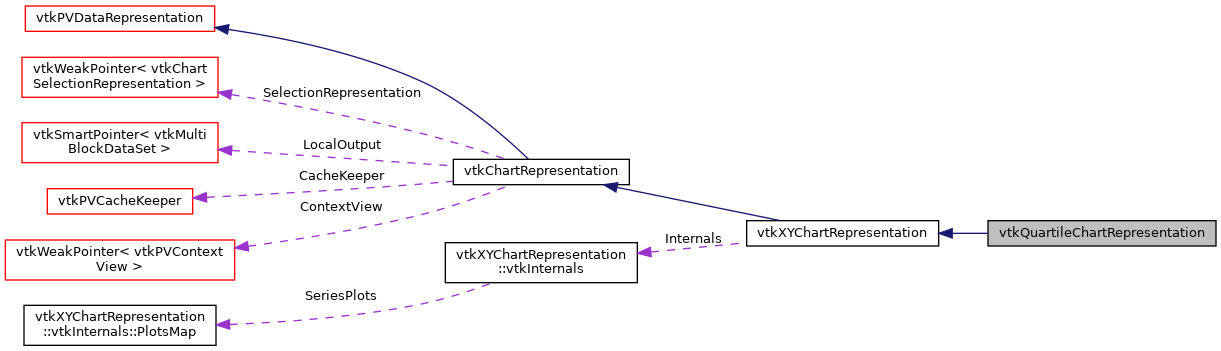 vtkPVDataRepresentation
vtkWeakPointer< vtkChart
SelectionRepresentation >
SelectionRepresentation
vtkSmartPointer< vtkMulti
BlockDataSet >
LocalOutput
vtkChartRepresentation
CacheKeeper
vtkPVCacheKeeper
ContextView
vtkWeakPointer< vtkPVContext
View >
vtkXYChartRepresentation
vtkQuartileChartRepresentation
Internals
vtkXYChartRepresentation
::vtkInternals
SeriesPlots
vtkXYChartRepresentation
::vtkInternals::PlotsMap